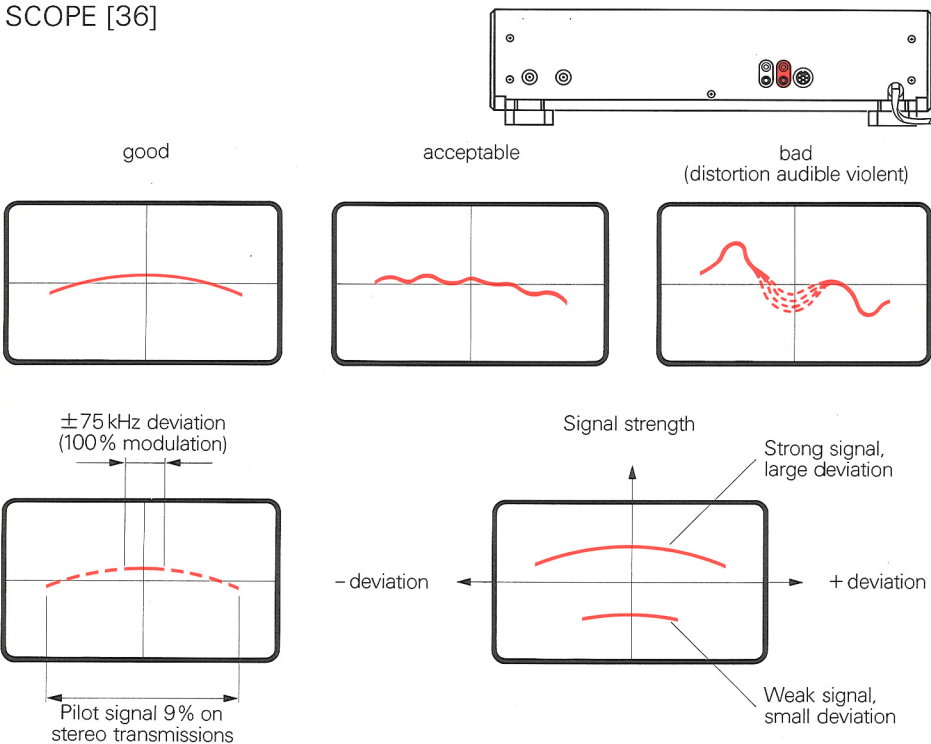 SCOPE [36]
good
acceptable
bad
(distortion audible violent)
±75 kHz deviation
(100% modulation)
Signal strength
Strong signal,
large deviation
– deviation
+ deviation
Pilot signal 9% on
stereo transmissions
Weak signal,
small deviation